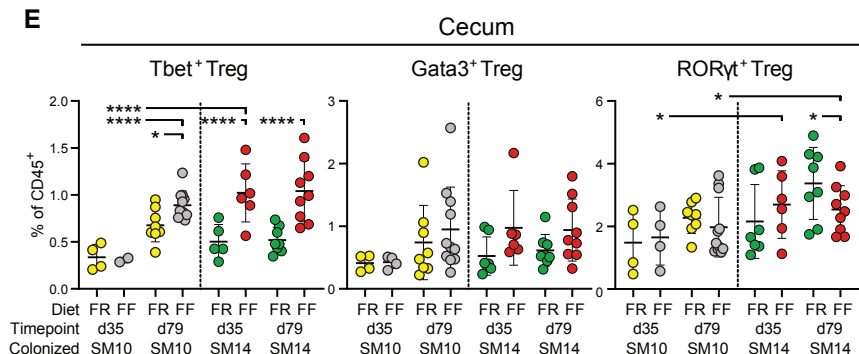 E
Cecum
Tbet⁺ Treg Gata3⁺ Treg RORγt⁺ Treg
% of CD45⁺
2.0
1.5
1.0
0.5
0.0
****
****
*
**** ****
3
2
1
0
6
4
2
0
*
*
*
Diet FR FF FR FF FR FF FR FF FR FF FR FF FR FF FR FF FR FF FR FF FR FF FR FF
Timepoint d35 d79 d35 d79 d35 d79 d35 d79 d35 d79 d35 d79
Colonized SM10 SM10 SM14 SM14 SM10 SM10 SM14 SM14 SM10 SM10 SM14 SM14